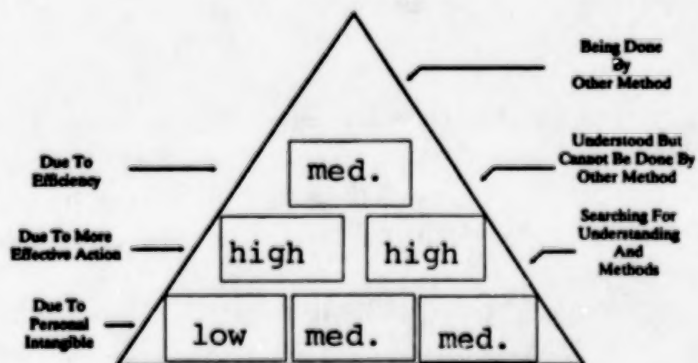 Being Done
By
Other Method
Due To
Efficiency
med.
Understood But
Cannot Be Done By
Other Method
Due To More
Effective Action
high
high
Searching For
Understanding
And
Methods
Due To
Personal
Intangible
low
med.
med.